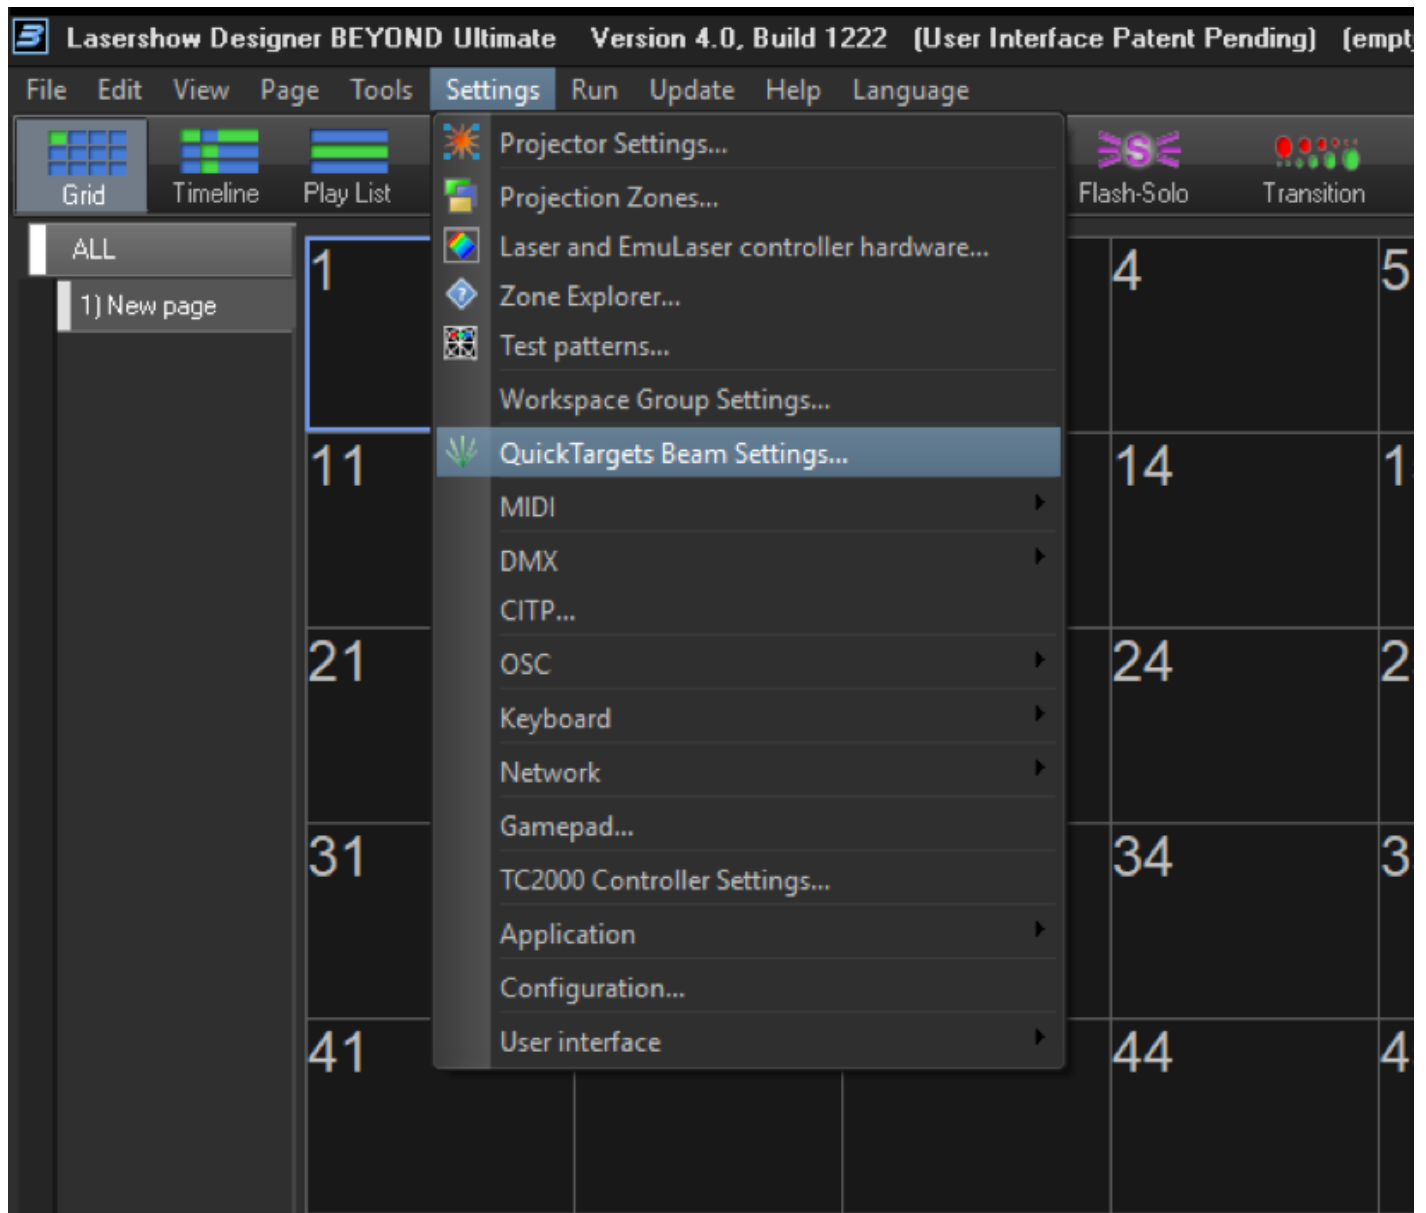 Lasershow Designer BEYOND Ultimate Version 4.0, Build 1222 (User Interface Patent Pending) (empt
File Edit View Page Tools Settings Run Update Help Language
Grid Timeline Play List Flash-Solo Transition
ALL
1) New page
Projector Settings...
Projection Zones...
Laser and EmuLaser controller hardware...
Zone Explorer...
Test patterns...
Workspace Group Settings...
QuickTargets Beam Settings...
MIDI
DMX
CITP...
OSC
Keyboard
Network
Gamepad...
TC2000 Controller Settings...
Application
Configuration...
User interface
1 4 5
11 14 1
21 24 2
31 34 3
41 44 4